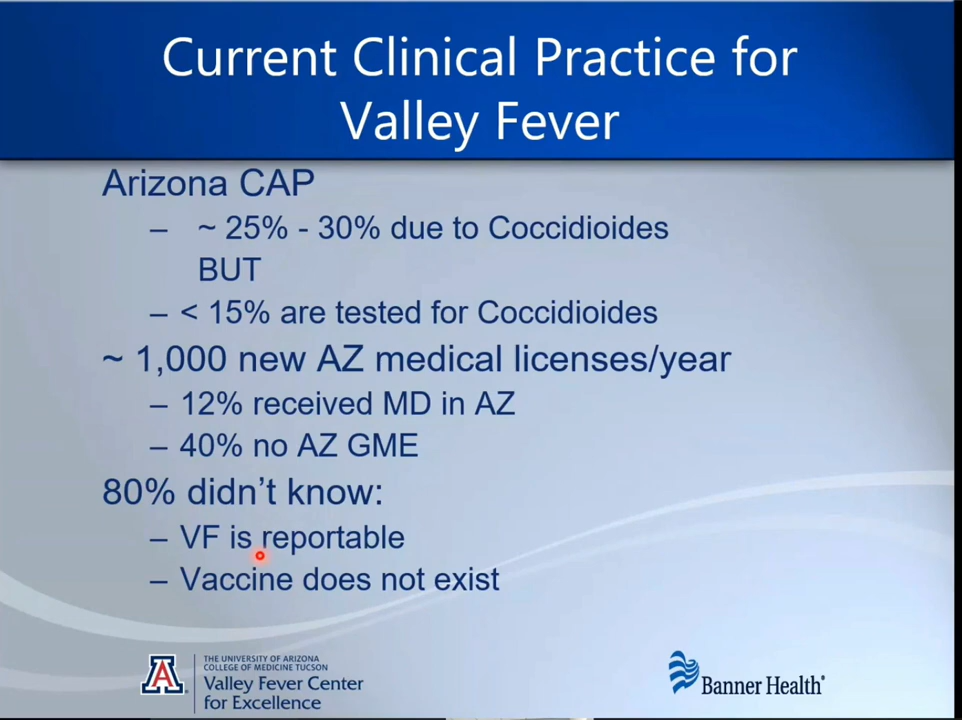 Current Clinical Practice for
Valley Fever
Arizona CAP
– ~ 25% - 30% due to Coccidioides
BUT
– < 15% are tested for Coccidioides
~ 1,000 new AZ medical licenses/year
– 12% received MD in AZ
– 40% no AZ GME
80% didn't know:
– VF is reportable
– Vaccine does not exist
A
THE UNIVERSITY OF ARIZONA
COLLEGE OF MEDICINE TUCSON
Valley Fever Center
for Excellence
Banner Health®